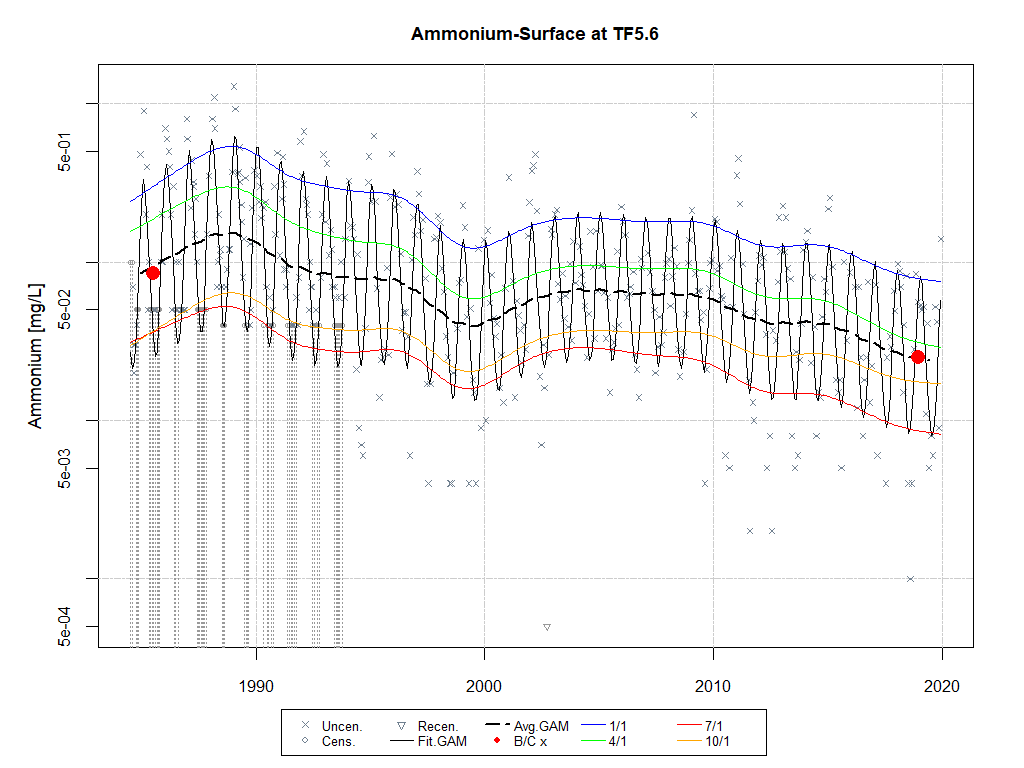 Ammonium-Surface at TF5.6
Ammonium [mg/L]
5e-01
5e-02
5e-03
5e-04
1990 2000 2010 2020
Uncen. Recen. Avg.GAM 1/1 7/1
Cens. Fit.GAM B/C x 4/1 10/1